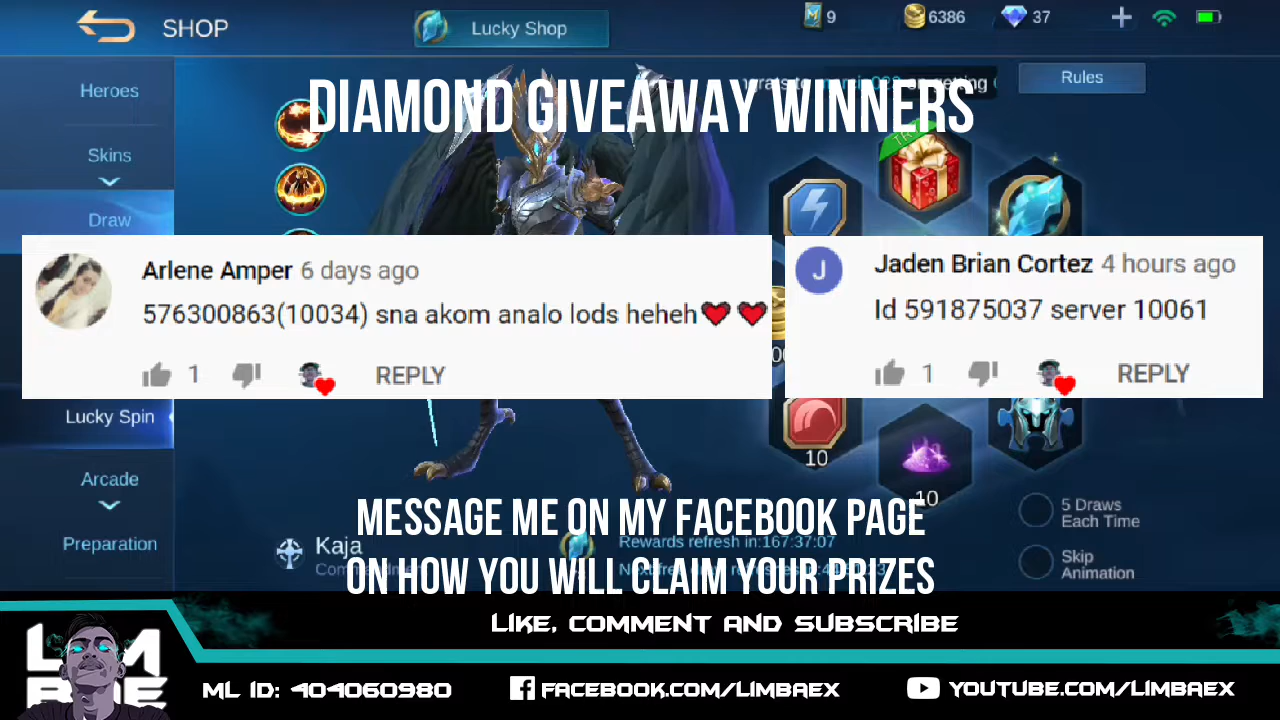 SHOP
Lucky Shop
9
6386
37
Heroes
Skins
Draw
Lucky Spin
Arcade
Preparation
on getting
Rules
DIAMOND GIVEAWAY WINNERS
Arlene Amper 6 days ago
576300863(10034) sna akom analo lods heheh❤❤
1
REPLY
Jaden Brian Cortez 4 hours ago
Id 591875037 server 10061
1
REPLY
J
10
10
5 Draws
Each Time
Skip
Animation
Kaja
MESSAGE ME ON MY FACEBOOK PAGE
Rewards refresh in:167:37:07
ON HOW YOU WILL CLAIM YOUR PRIZES
LIKE, COMMENT AND SUBSCRIBE
ML ID: 404060980
FACEBOOK.COM/LIMBAEX
YOUTUBE.COM/LIMBAEX